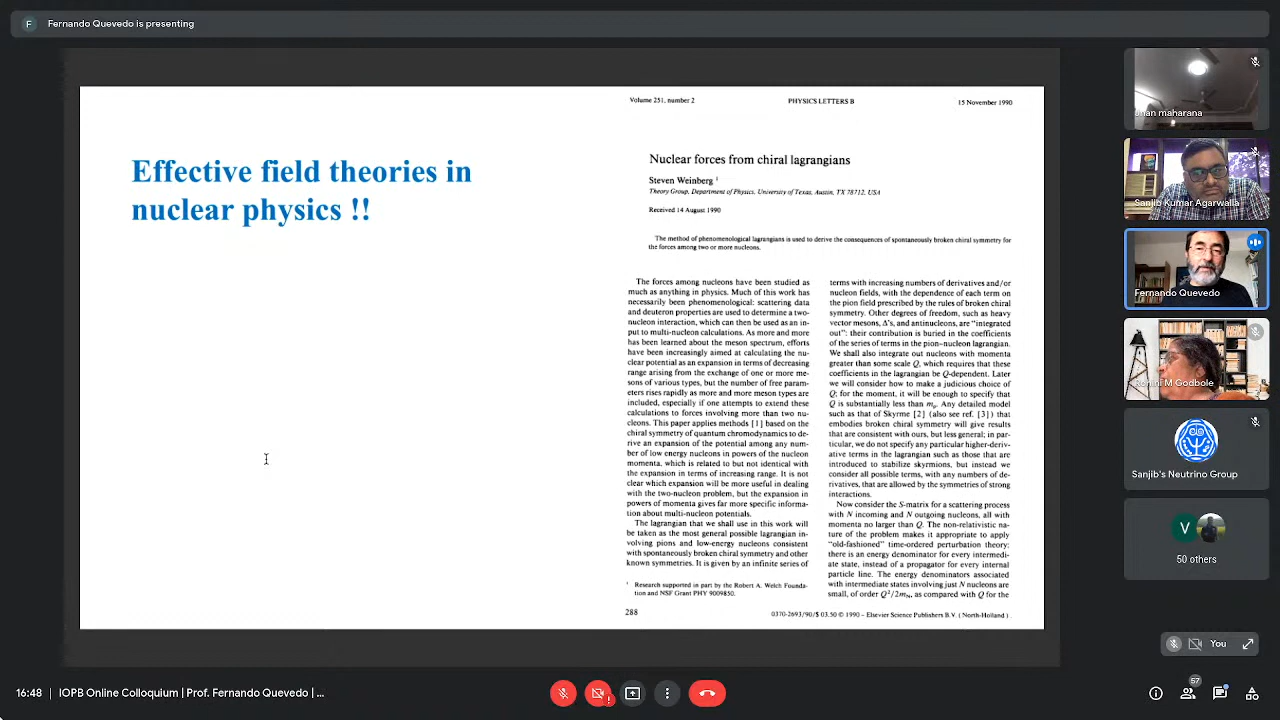 F Fernando Quevedo is presenting
Effective field theories in
nuclear physics !!
Volume 251, number 2
PHYSICS LETTERS B
15 November 1990
Nuclear forces from chiral lagrangians
Steven Weinberg 1
Theory Group, Department of Physics, University of Texas, Austin, TX 78712, USA
Received 14 August 1990
The method of phenomenological lagrangians is used to derive the consequences of spontaneously broken chiral symmetry for
the forces among two or more nucleons.
The forces among nucleons have been studied as
much as anything in physics. Much of this work has
necessarily been phenomenological: scattering data
and deuteron properties are used to determine a two-
nucleon interaction, which can then be used as an in-
put to multi-nucleon calculations. As more and more
has been learned about the meson spectrum, efforts
have been increasingly aimed at calculating the nu-
clear potential as an expansion in terms of decreasing
range arising from the exchange of one or more me-
sons of various types, but the number of free param-
eters rises rapidly as more and more meson types are
included, especially if one attempts to extend these
calculations to forces involving more than two nu-
cleons. This paper applies methods [1] based on the
chiral symmetry of quantum chromodynamics to de-
rive an expansion of the potential among any num-
ber of low energy nucleons in powers of the nucleon
momenta, which is related to but not identical with
the expansion in terms of increasing range. It is not
clear which expansion will be more useful in dealing
with the two-nucleon problem, but the expansion in
powers of momenta gives far more specific informa-
tion about multi-nucleon potentials.
The lagrangian that we shall use in this work will
be taken as the most general possible lagrangian in-
volving pions and low-energy nucleons consistent
with spontaneously broken chiral symmetry and other
known symmetries. It is given by an infinite series of
1 Research supported in part by the Robert A. Welch Founda-
tion and NSF Grant PHY 9009850.
288
terms with increasing numbers of derivatives and/or
nucleon fields, with the dependence of each term on
the pion field prescribed by the rules of broken chiral
symmetry. Other degrees of freedom, such as heavy
vector mesons, Δ's, and antinucleons, are "integrated
out": their contribution is buried in the coefficients
of the series of terms in the pion–nucleon lagrangian.
We shall also integrate out nucleons with momenta
greater than some scale Q, which requires that these
coefficients in the lagrangian be Q-dependent. Later
we will consider how to make a judicious choice of
Q; for the moment, it will be enough to specify that
Q is substantially less than
Any detailed model
such as that of Skyrme [2] (also see ref. [3]) that
embodies broken chiral symmetry will give results
that are consistent with ours, but less general; in par-
ticular, we do not specify any particular higher-deriv-
ative terms in the lagrangian such as those that are
introduced to stabilize skyrmions, but instead we
consider all possible terms, with any numbers of de-
rivatives, that are allowed by the symmetries of strong
interactions.
Now consider the S-matrix for a scattering process
with N incoming and N outgoing nucleons, all with
momenta no larger than Q. The non-relativistic na-
ture of the problem makes it appropriate to apply
"old-fashioned" time-ordered perturbation theory;
there is an energy denominator for every intermedi-
ate state, instead of a propagator for every internal
particle line. The energy denominators associated
with intermediate states involving just N nucleons are
small, of order Q²/2mN, as compared with Q for the
0370-2693/90/$ 03.50 © 1990 – Elsevier Science Publishers B.V. ( North-Holland )
maharana
Sanjib Kumar Agarwalla
Fernando Quevedo
Rohini M Godbole
Sanjib's Neutrino Group
V
50 others
You
16:48 | IOPB Online Colloquium | Prof. Fernando Quevedo | ...
57